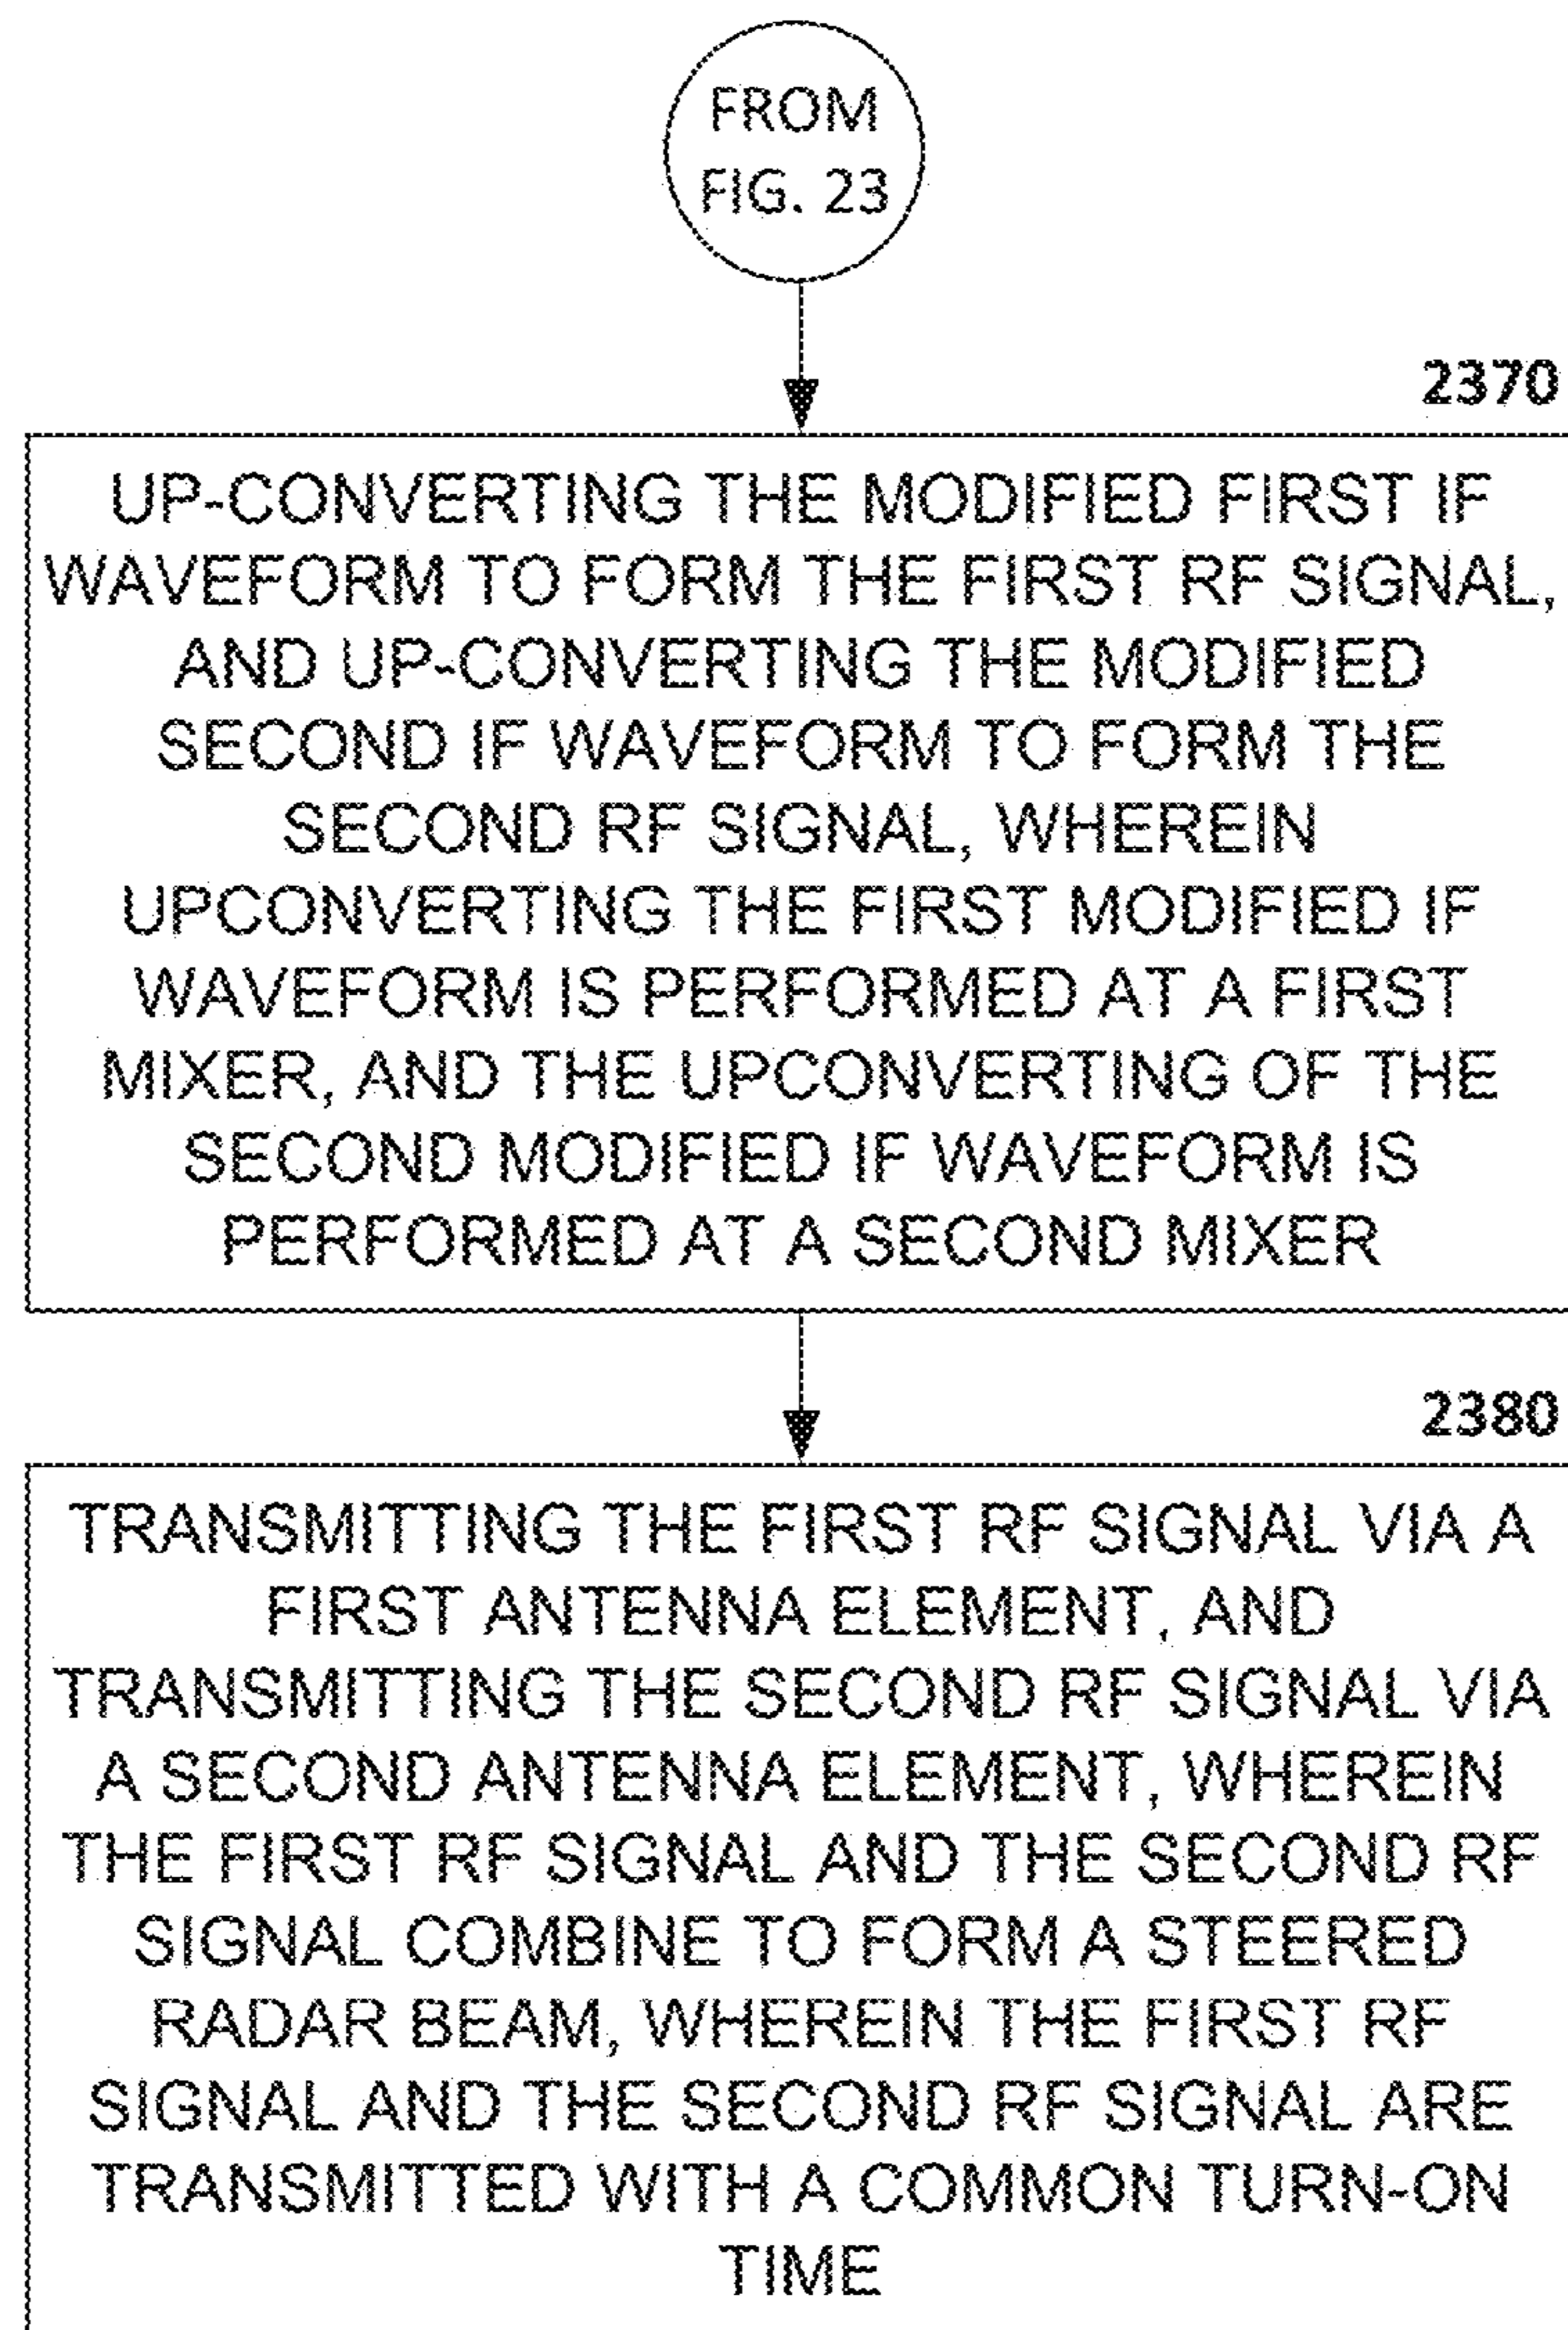 FROM
FIG. 23
2370
UP-CONVERTING THE MODIFIED FIRST IF
WAVEFORM TO FORM THE FIRST RF SIGNAL,
AND UP-CONVERTING THE MODIFIED
SECOND IF WAVEFORM TO FORM THE
SECOND RF SIGNAL, WHEREIN
UPCONVERTING THE FIRST MODIFIED IF
WAVEFORM IS PERFORMED AT A FIRST
MIXER, AND THE UPCONVERTING OF THE
SECOND MODIFIED IF WAVEFORM IS
PERFORMED AT A SECOND MIXER
2380
TRANSMITTING THE FIRST RF SIGNAL VIA A
FIRST ANTENNA ELEMENT, AND
TRANSMITTING THE SECOND RF SIGNAL VIA
A SECOND ANTENNA ELEMENT, WHEREIN
THE FIRST RF SIGNAL AND THE SECOND RF
SIGNAL COMBINE TO FORM A STEERED
RADAR BEAM, WHEREIN THE FIRST RF
SIGNAL AND THE SECOND RF SIGNAL ARE
TRANSMITTED WITH A COMMON TURN-ON
TIME